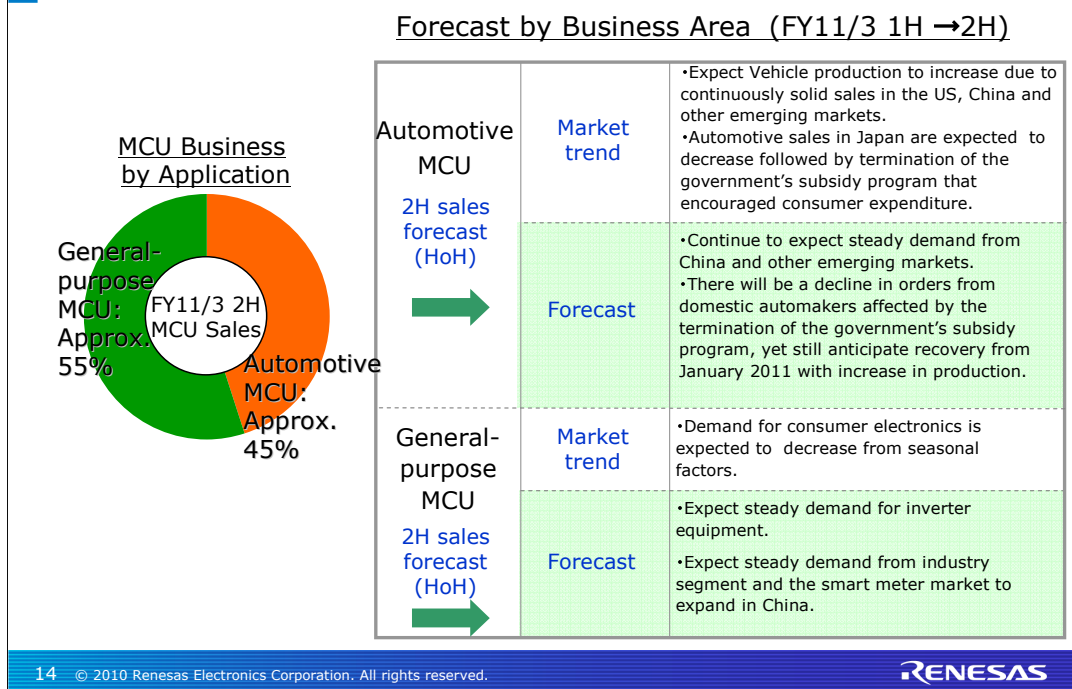 Forecast by Business Area (FY11/3 1H →2H)
MCU Business
by Application
General-
purpose
MCU:
Approx.
55%
FY11/3 2H
MCU Sales
Automotive
MCU:
Approx.
45%
Automotive
MCU
2H sales
forecast
(HoH)
Market
trend
・Expect Vehicle production to increase due to
continuously solid sales in the US, China and
other emerging markets.
・Automotive sales in Japan are expected to
decrease followed by termination of the
government's subsidy program that
encouraged consumer expenditure.
Forecast
・Continue to expect steady demand from
China and other emerging markets.
・There will be a decline in orders from
domestic automakers affected by the
termination of the government's subsidy
program, yet still anticipate recovery from
January 2011 with increase in production.
General-
purpose
MCU
2H sales
forecast
(HoH)
Market
trend
・Demand for consumer electronics is
expected to decrease from seasonal
factors.
Forecast
・Expect steady demand for inverter
equipment.
・Expect steady demand from industry
segment and the smart meter market to
expand in China.
14 © 2010 Renesas Electronics Corporation. All rights reserved.
RENESAS